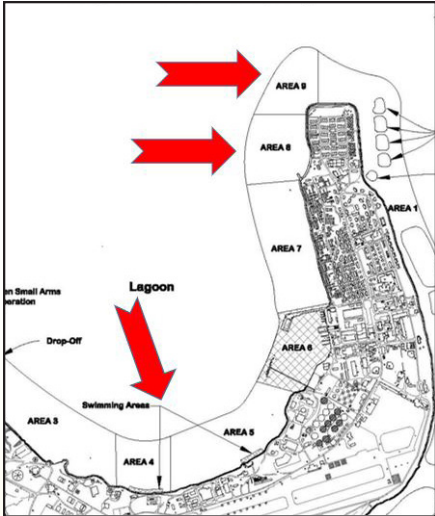 AREA 9
AREA 8
AREA 1
AREA 7
Lagoon
en Small Arms
peration
Drop-Off
AREA 6
Swimming Areas
AREA 3
AREA 5
AREA 4